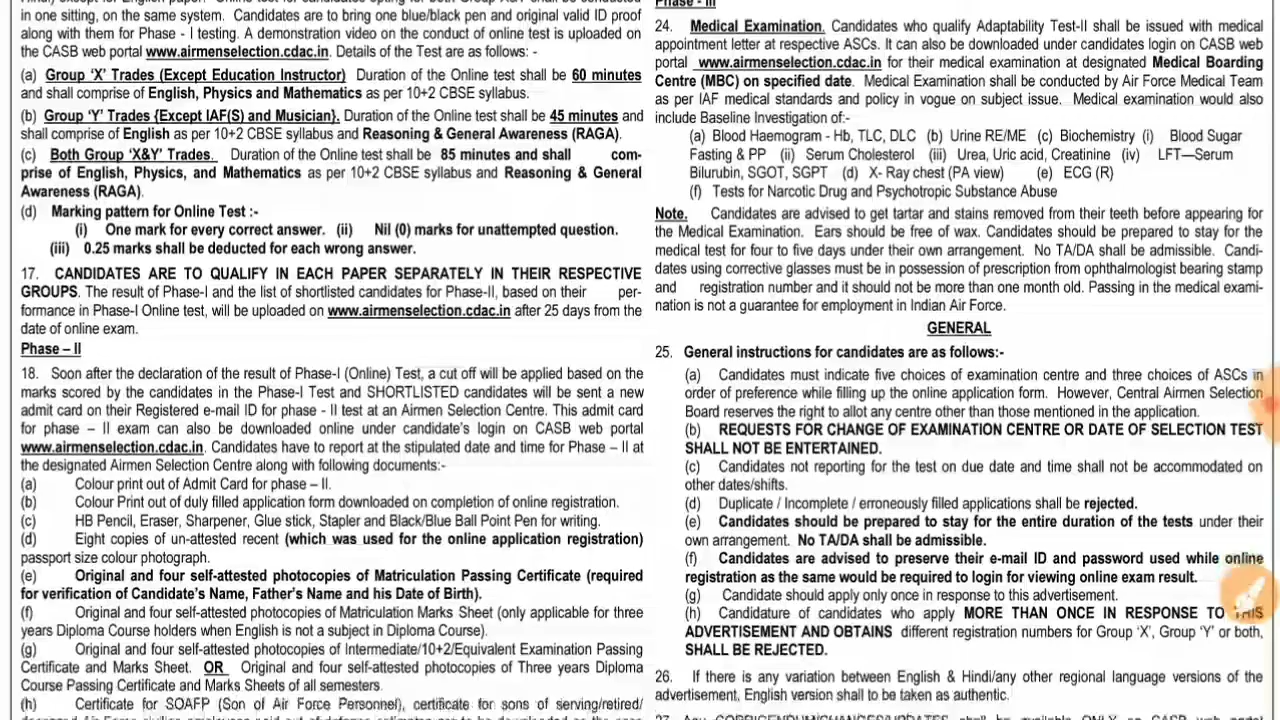 Hindi) except for English paper. Online test for candidates opting for both Group X&Y shall be conducted
in one sitting, on the same system. Candidates are to bring one blue/black pen and original valid ID proof
along with them for Phase - I testing. A demonstration video on the conduct of online test is uploaded on
the CASB web portal www.airmenselection.cdac.in. Details of the Test are as follows: -
(a) Group 'X' Trades (Except Education Instructor) Duration of the Online test shall be 60 minutes
and shall comprise of English, Physics and Mathematics as per 10+2 CBSE syllabus.
(b) Group 'Y' Trades {Except IAF(S) and Musician}. Duration of the Online test shall be 45 minutes and
shall comprise of English as per 10+2 CBSE syllabus and Reasoning & General Awareness (RAGA).
(c) Both Group 'X&Y' Trades. Duration of the Online test shall be 85 minutes and shall com-
prise of English, Physics, and Mathematics as per 10+2 CBSE syllabus and Reasoning & General
Awareness (RAGA).
(d) Marking pattern for Online Test :-
(i) One mark for every correct answer. (ii) Nil (0) marks for unattempted question.
(iii) 0.25 marks shall be deducted for each wrong answer.
17. CANDIDATES ARE TO QUALIFY IN EACH PAPER SEPARATELY IN THEIR RESPECTIVE
GROUPS. The result of Phase-I and the list of shortlisted candidates for Phase-II, based on their per-
formance in Phase-I Online test, will be uploaded on www.airmenselection.cdac.in after 25 days from the
date of online exam.
Phase – II
18. Soon after the declaration of the result of Phase-I (Online) Test, a cut off will be applied based on the
marks scored by the candidates in the Phase-I Test and SHORTLISTED candidates will be sent a new
admit card on their Registered e-mail ID for phase - II test at an Airmen Selection Centre. This admit card
for phase – II exam can also be downloaded online under candidate's login on CASB web portal
www.airmenselection.cdac.in. Candidates have to report at the stipulated date and time for Phase – II at
the designated Airmen Selection Centre along with following documents:-
(a) Colour print out of Admit Card for phase – II.
(b) Colour Print out of duly filled application form downloaded on completion of online registration.
(c) HB Pencil, Eraser, Sharpener, Glue stick, Stapler and Black/Blue Ball Point Pen for writing.
(d) Eight copies of un-attested recent (which was used for the online application registration)
passport size colour photograph.
(e) Original and four self-attested photocopies of Matriculation Passing Certificate (required
for verification of Candidate's Name, Father's Name and his Date of Birth).
(f) Original and four self-attested photocopies of Matriculation Marks Sheet (only applicable for three
years Diploma Course holders when English is not a subject in Diploma Course).
(g) Original and four self-attested photocopies of Intermediate/10+2/Equivalent Examination Passing
Certificate and Marks Sheet. OR Original and four self-attested photocopies of Three years Diploma
Course Passing Certificate and Marks Sheets of all semesters.
(h) Certificate for SOAFP (Son of Air Force Personnel), certificate for sons of serving/retired/
Phase - III
24. Medical Examination. Candidates who qualify Adaptability Test-II shall be issued with medical
appointment letter at respective ASCs. It can also be downloaded under candidates login on CASB web
portal www.airmenselection.cdac.in for their medical examination at designated Medical Boarding
Centre (MBC) on specified date. Medical Examination shall be conducted by Air Force Medical Team
as per IAF medical standards and policy in vogue on subject issue. Medical examination would also
include Baseline Investigation of:-
(a) Blood Haemogram - Hb, TLC, DLC (b) Urine RE/ME (c) Biochemistry (i) Blood Sugar
Fasting & PP (ii) Serum Cholesterol (iii) Urea, Uric acid, Creatinine (iv) LFT—Serum
Bilurubin, SGOT, SGPT (d) X- Ray chest (PA view) (e) ECG (R)
(f) Tests for Narcotic Drug and Psychotropic Substance Abuse
Note. Candidates are advised to get tartar and stains removed from their teeth before appearing for
the Medical Examination. Ears should be free of wax. Candidates should be prepared to stay for the
medical test for four to five days under their own arrangement. No TA/DA shall be admissible. Candi-
dates using corrective glasses must be in possession of prescription from ophthalmologist bearing stamp
and registration number and it should not be more than one month old. Passing in the medical exami-
nation is not a guarantee for employment in Indian Air Force.
GENERAL
25. General instructions for candidates are as follows:-
(a) Candidates must indicate five choices of examination centre and three choices of ASCs in
order of preference while filling up the online application form. However, Central Airmen Selection
Board reserves the right to allot any centre other than those mentioned in the application.
(b) REQUESTS FOR CHANGE OF EXAMINATION CENTRE OR DATE OF SELECTION TEST
SHALL NOT BE ENTERTAINED.
(c) Candidates not reporting for the test on due date and time shall not be accommodated on
other dates/shifts.
(d) Duplicate / Incomplete / erroneously filled applications shall be rejected.
(e) Candidates should be prepared to stay for the entire duration of the tests under their
own arrangement. No TA/DA shall be admissible.
(f) Candidates are advised to preserve their e-mail ID and password used while online
registration as the same would be required to login for viewing online exam result.
(g) Candidate should apply only once in response to this advertisement.
(h) Candidature of candidates who apply MORE THAN ONCE IN RESPONSE TO THIS
ADVERTISEMENT AND OBTAINS different registration numbers for Group 'X', Group 'Y' or both,
SHALL BE REJECTED.
26. If there is any variation between English & Hindi/any other regional language versions of the
advertisement, English version shall to be taken as authentic.